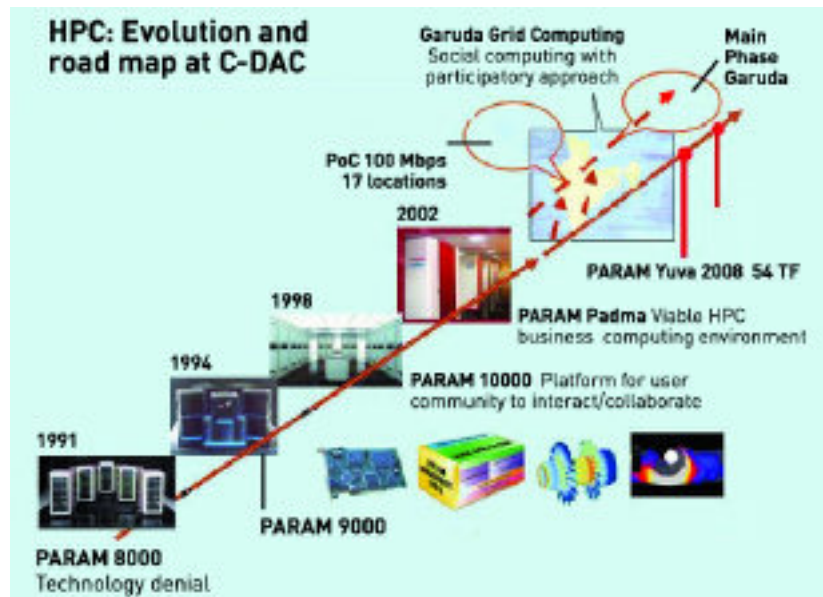 HPC: Evolution and
road map at C-DAC
Garuda Grid Computing
Social computing with
participatory approach
Main
Phase
Garuda
PoC 100 Mbps
17 locations
2002
PARAM Yuva 2008 54 TF
1998
PARAM Padma Viable HPC
business computing environment
1994
PARAM 10000 Platform for user
community to interact/collaborate
1991
PARAM 9000
PARAM 8000
Technology denial